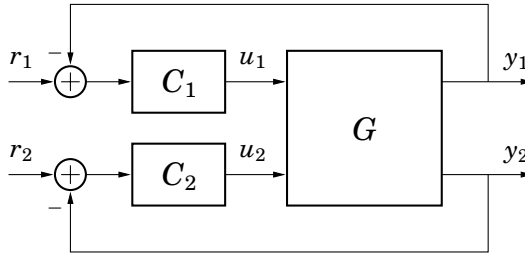 −
r₁ + C₁ u₁ G y₁
r₂ + C₂ u₂ y₂
−